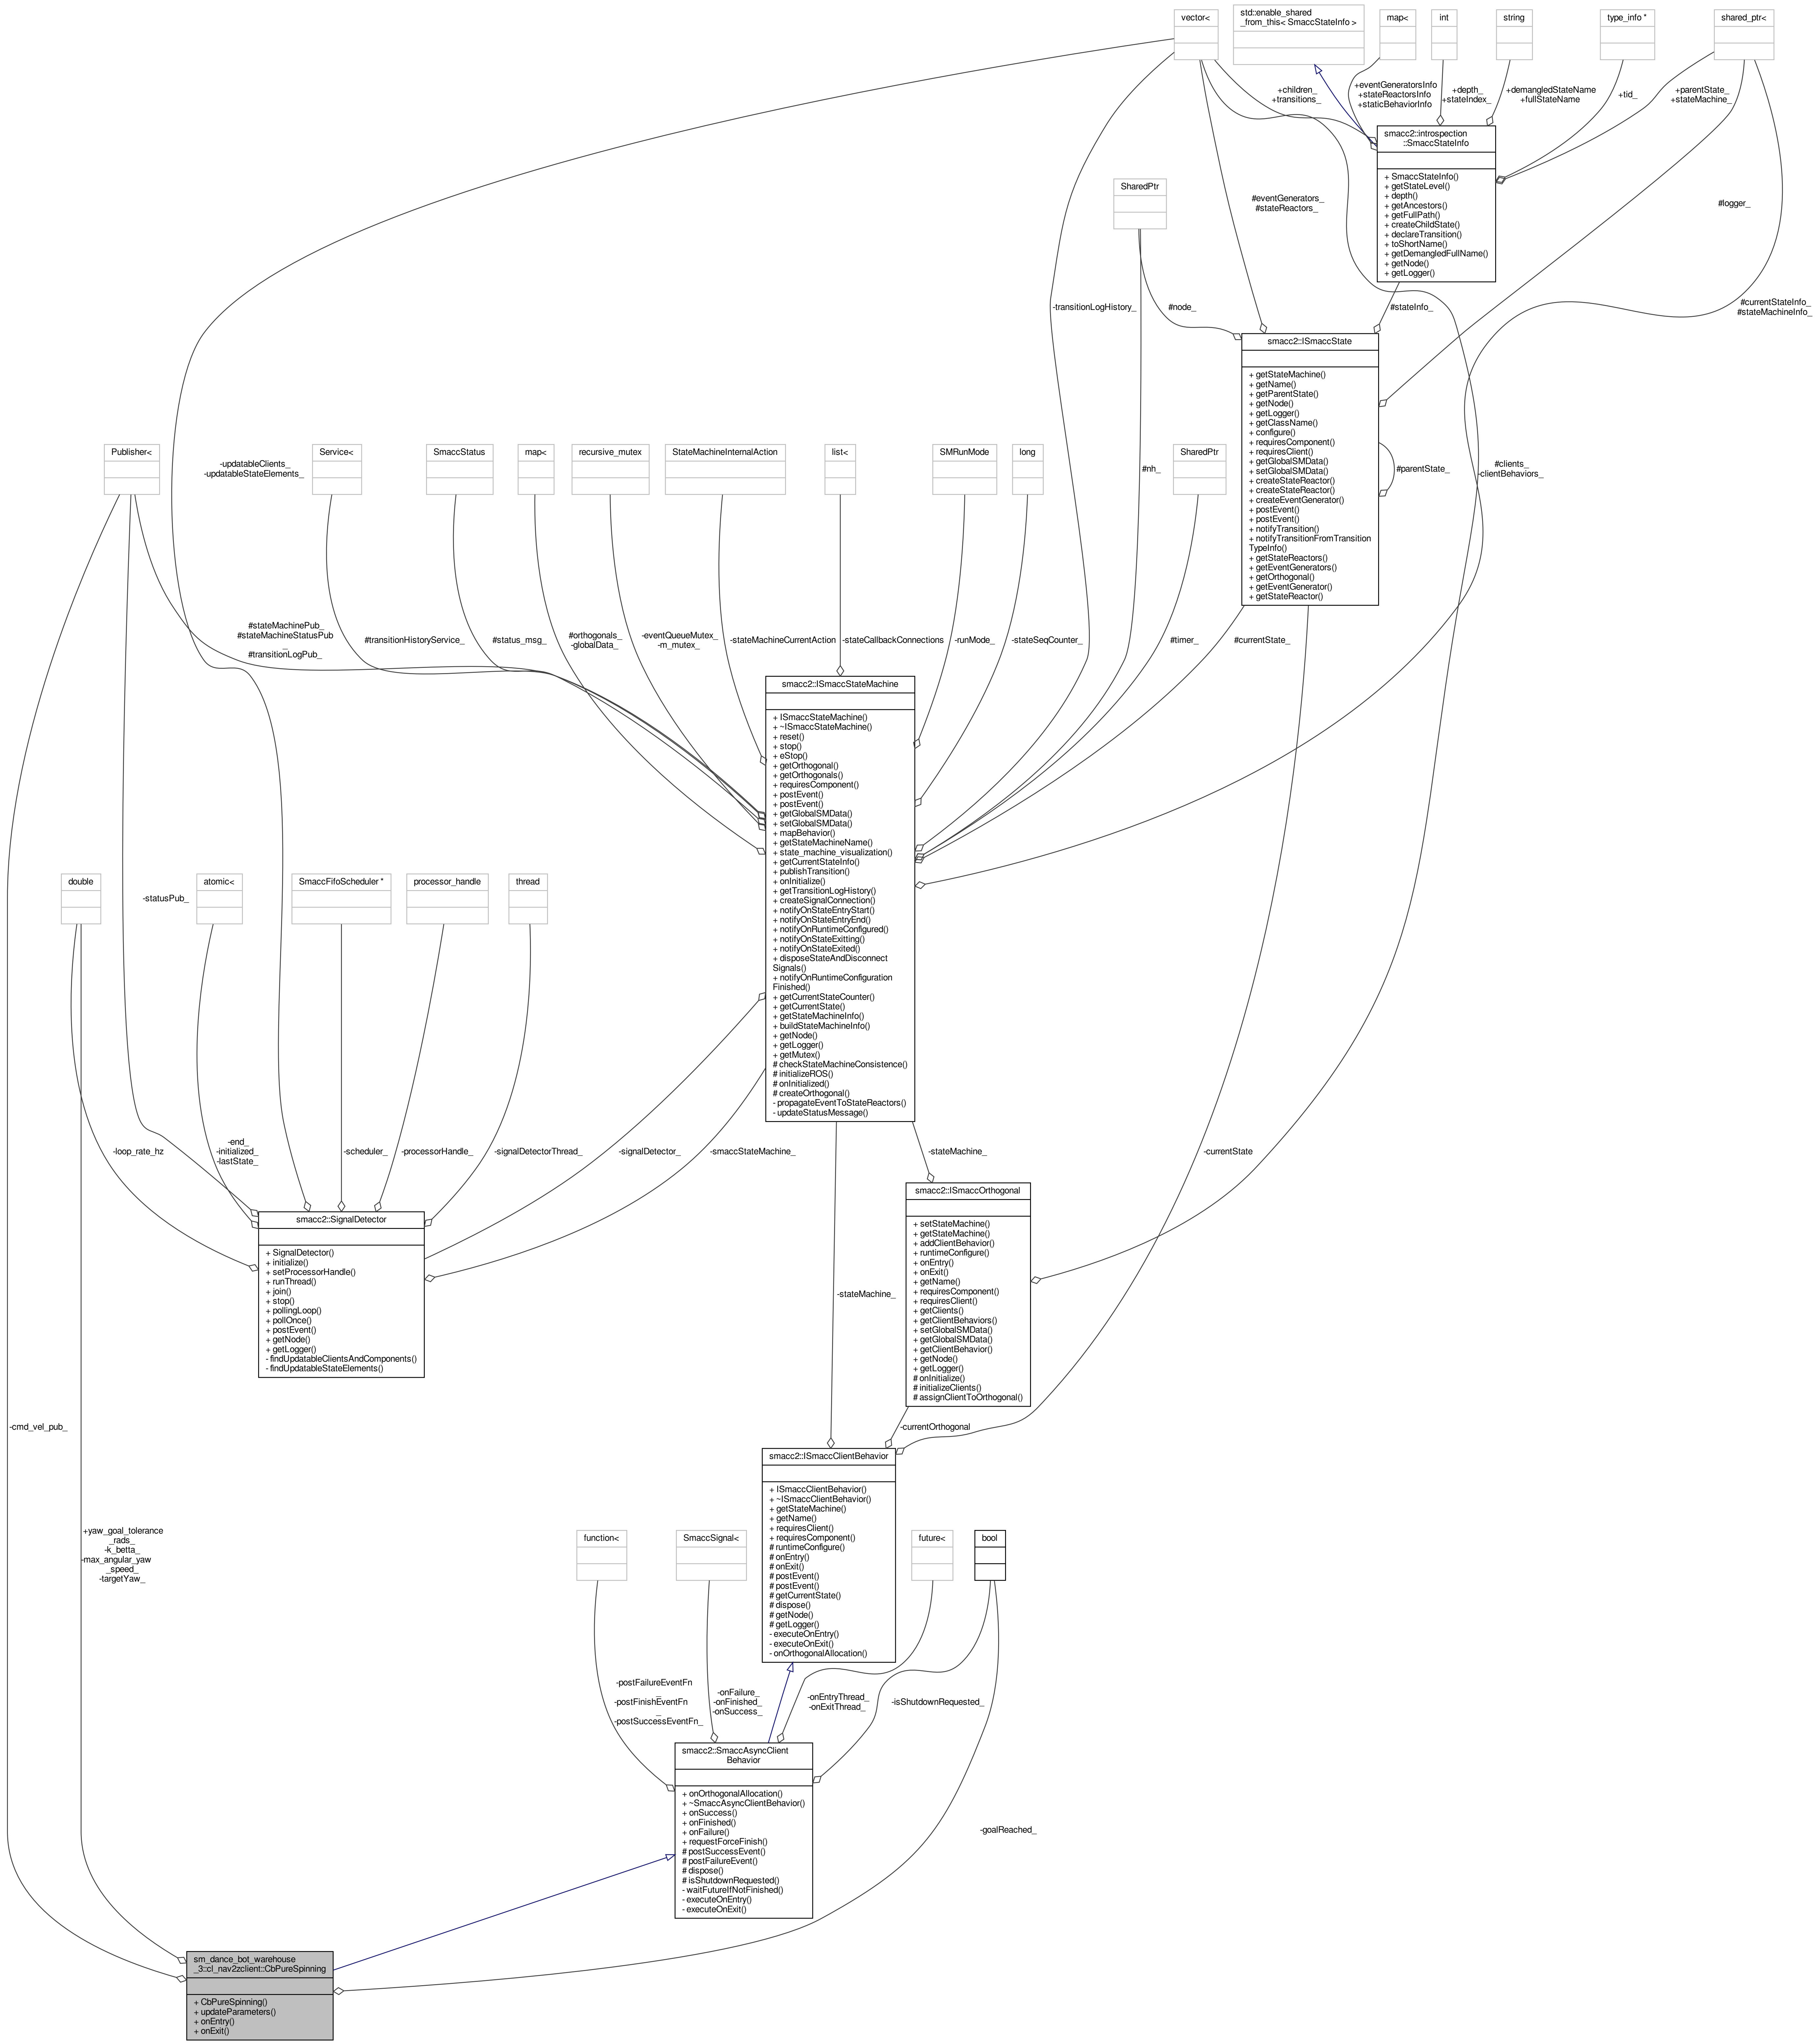 vector<
std::enable_shared
_from_this< SmaccStateInfo >
map<
int
string
type_info *
shared_ptr<
+children_
+transitions_
+eventGeneratorsInfo
+stateReactorsInfo
+staticBehaviorInfo
+depth_
+stateIndex_
+demangledStateName
+fullStateName
+tid_
+parentState_
+stateMachine_
smacc2::introspection
::SmaccStateInfo
+ SmaccStateInfo()
+ getStateLevel()
+ depth()
+ getAncestors()
+ getFullPath()
+ createChildState()
+ declareTransition()
+ toShortName()
+ getDemangledFullName()
+ getNode()
+ getLogger()
SharedPtr
#eventGenerators_
#stateReactors_
#logger_
-transitionLogHistory_
#node_
#stateInfo_
#currentStateInfo_
#stateMachineInfo_
smacc2::ISmaccState
+ getStateMachine()
+ getName()
+ getParentState()
+ getNode()
+ getLogger()
+ getClassName()
+ configure()
+ requiresComponent()
+ requiresClient()
+ getGlobalSMData()
+ setGlobalSMData()
+ createStateReactor()
+ createStateReactor()
+ createEventGenerator()
+ postEvent()
+ postEvent()
+ notifyTransition()
+ notifyTransitionFromTransition
TypeInfo()
+ getStateReactors()
+ getEventGenerators()
+ getOrthogonal()
+ getEventGenerator()
+ getStateReactor()
#parentState_
#clients_
-clientBehaviors_
Publisher<
-updatableClients_
-updatableStateElements_
Service<
SmaccStatus
map<
recursive_mutex
StateMachineInternalAction
list<
SMRunMode
long
#nh_
SharedPtr
#stateMachinePub_
#stateMachineStatusPub
_
#transitionLogPub_
#transitionHistoryService_
#status_msg_
#orthogonals_
-globalData_
-eventQueueMutex_
-m_mutex_
-stateMachineCurrentAction
-stateCallbackConnections
-runMode_
-stateSeqCounter_
#timer_
#currentState_
smacc2::ISmaccStateMachine
+ ISmaccStateMachine()
+ ~ISmaccStateMachine()
+ reset()
+ stop()
+ eStop()
+ getOrthogonal()
+ getOrthogonals()
+ requiresComponent()
+ postEvent()
+ postEvent()
+ getGlobalSMData()
+ setGlobalSMData()
+ mapBehavior()
+ getStateMachineName()
+ state_machine_visualization()
+ getCurrentStateInfo()
+ publishTransition()
+ onInitialize()
+ getTransitionLogHistory()
+ createSignalConnection()
+ notifyOnStateEntryStart()
+ notifyOnStateEntryEnd()
+ notifyOnRuntimeConfigured()
+ notifyOnStateExitting()
+ notifyOnStateExited()
+ disposeStateAndDisconnect
Signals()
+ notifyOnRuntimeConfiguration
Finished()
+ getCurrentStateCounter()
+ getCurrentState()
+ getStateMachineInfo()
+ buildStateMachineInfo()
+ getNode()
+ getLogger()
+ getMutex()
# checkStateMachineConsistence()
# initializeROS()
# onInitialized()
# createOrthogonal()
- propagateEventToStateReactors()
- updateStatusMessage()
double
-statusPub_
atomic<
SmaccFifoScheduler *
processor_handle
thread
-loop_rate_hz
-end_
-initialized_
-lastState_
-scheduler_
-processorHandle_
-signalDetectorThread_
-signalDetector_
-smaccStateMachine_
-stateMachine_
-currentState
smacc2::SignalDetector
+ SignalDetector()
+ initialize()
+ setProcessorHandle()
+ runThread()
+ join()
+ stop()
+ pollingLoop()
+ pollOnce()
+ postEvent()
+ getNode()
+ getLogger()
- findUpdatableClientsAndComponents()
- findUpdatableStateElements()
smacc2::ISmaccOrthogonal
+ setStateMachine()
+ getStateMachine()
+ addClientBehavior()
+ runtimeConfigure()
+ onEntry()
+ onExit()
+ getName()
+ requiresComponent()
+ requiresClient()
+ getClients()
+ getClientBehaviors()
+ setGlobalSMData()
+ getGlobalSMData()
+ getClientBehavior()
+ getNode()
+ getLogger()
# onInitialize()
# initializeClients()
# assignClientToOrthogonal()
-stateMachine_
-cmd_vel_pub_
-currentOrthogonal
smacc2::ISmaccClientBehavior
+ ISmaccClientBehavior()
+ ~ISmaccClientBehavior()
+ getStateMachine()
+ getName()
+ requiresClient()
+ requiresComponent()
# runtimeConfigure()
# onEntry()
# onExit()
# postEvent()
# postEvent()
# getCurrentState()
# dispose()
# getNode()
# getLogger()
- executeOnEntry()
- executeOnExit()
- onOrthogonalAllocation()
+yaw_goal_tolerance
_rads_
-k_betta_
-max_angular_yaw
_speed_
-targetYaw_
function<
SmaccSignal<
future<
bool
-postFailureEventFn
_
-postFinishEventFn
_
-postSuccessEventFn_
-onFailure_
-onFinished_
-onSuccess_
-onEntryThread_
-onExitThread_
-isShutdownRequested_
smacc2::SmaccAsyncClient
Behavior
+ onOrthogonalAllocation()
+ ~SmaccAsyncClientBehavior()
+ onSuccess()
+ onFinished()
+ onFailure()
+ requestForceFinish()
# postSuccessEvent()
# postFailureEvent()
# dispose()
# isShutdownRequested()
- waitFutureIfNotFinished()
- executeOnEntry()
- executeOnExit()
-goalReached_
sm_dance_bot_warehouse
_3::cl_nav2zclient::CbPureSpinning
+ CbPureSpinning()
+ updateParameters()
+ onEntry()
+ onExit()